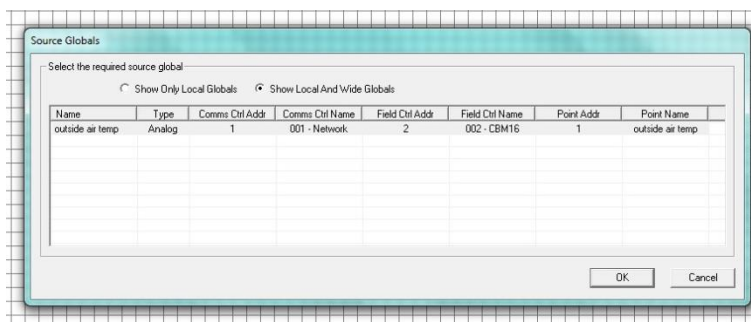 Source Globals
Select the required source global
Show Only Local Globals Show Local And Wide Globals
Name Type Comms Ctrl Addr Comms Ctrl Name Field Ctrl Addr Field Ctrl Name Point Addr Point Name
outside air temp Analog 1 001 - Network 2 002 - CBM16 1 outside air temp
OK Cancel